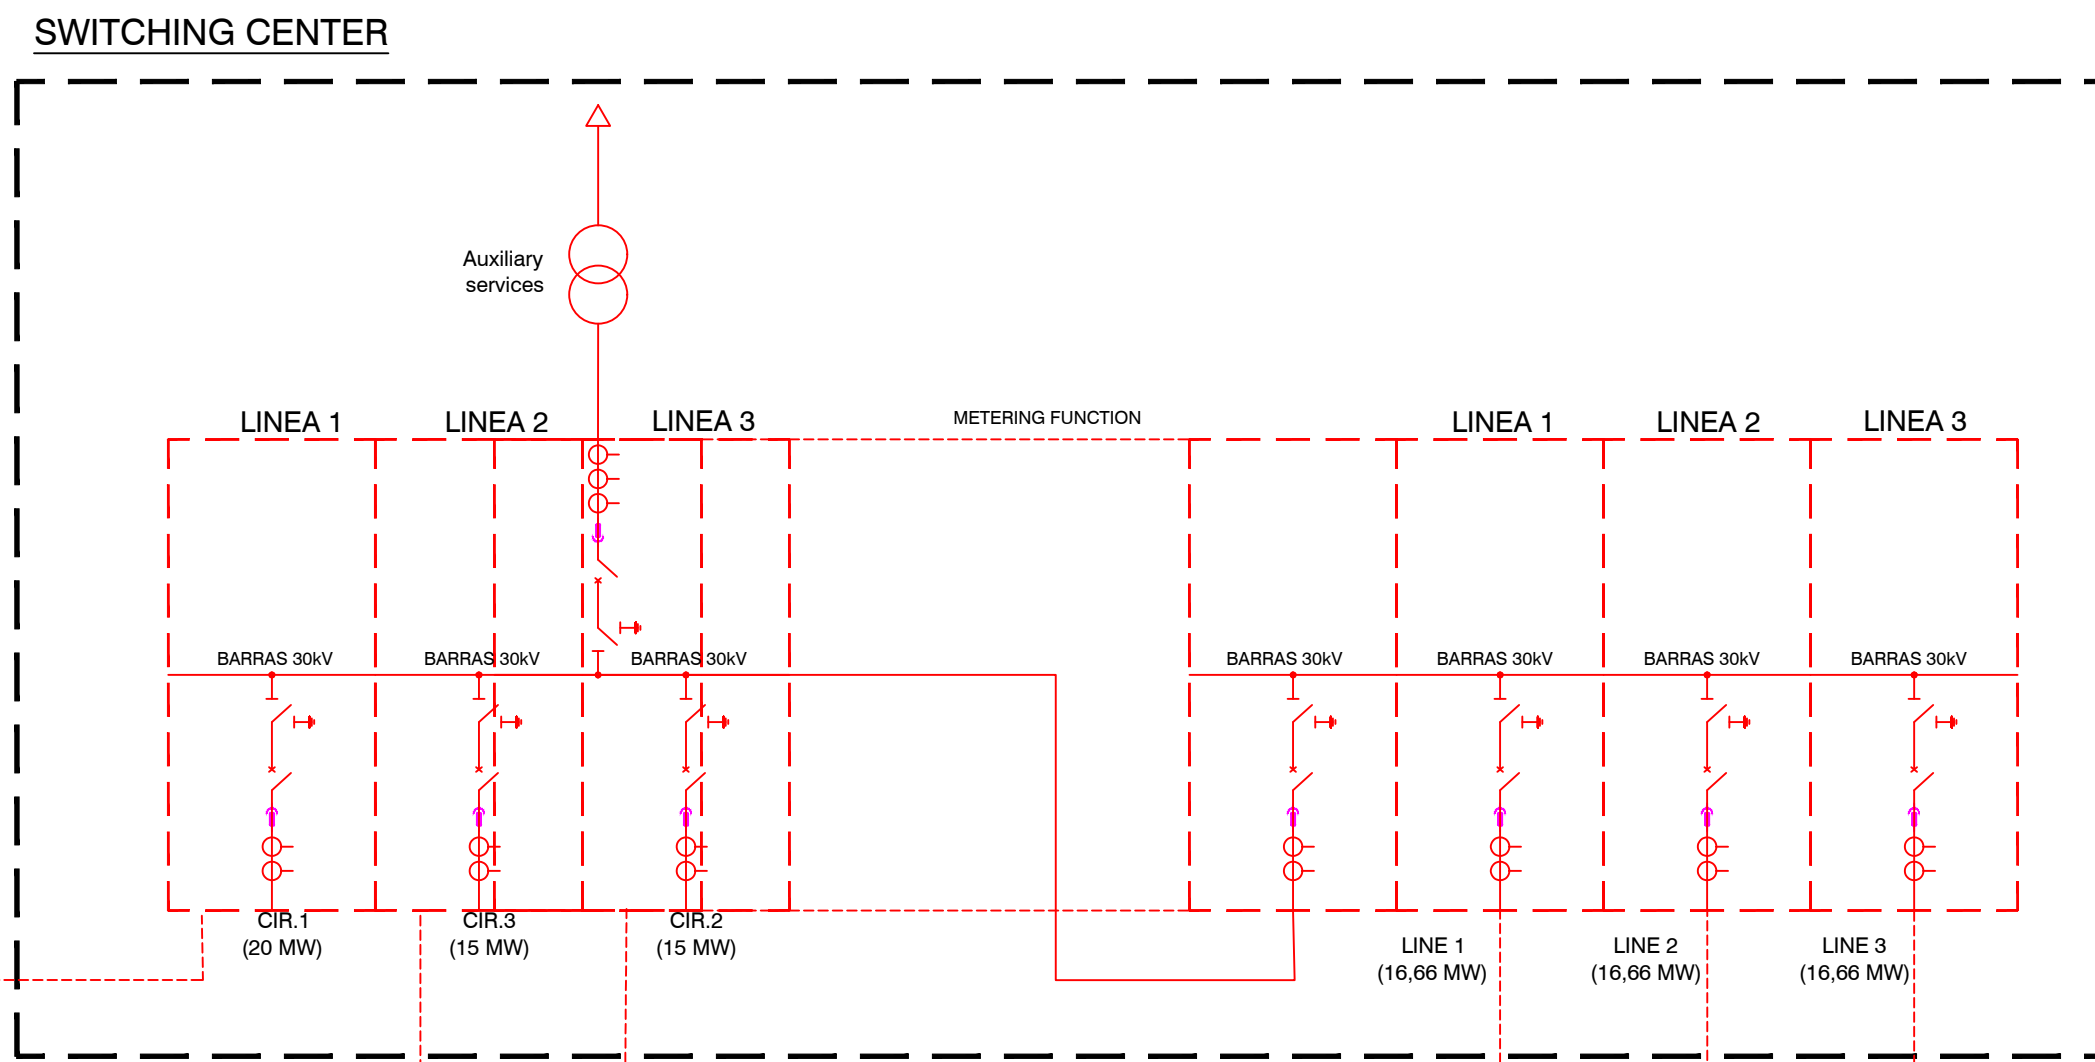 SWITCHING CENTER
Auxiliary
services
LINEA 1
LINEA 2
LINEA 3
METERING FUNCTION
LINEA 1
LINEA 2
LINEA 3
BARRAS 30kV
BARRAS 30kV
BARRAS 30kV
BARRAS 30kV
BARRAS 30kV
BARRAS 30kV
BARRAS 30kV
CIR.1
(20 MW)
CIR.3
(15 MW)
CIR.2
(15 MW)
LINE 1
(16,66 MW)
LINE 2
(16,66 MW)
LINE 3
(16,66 MW)